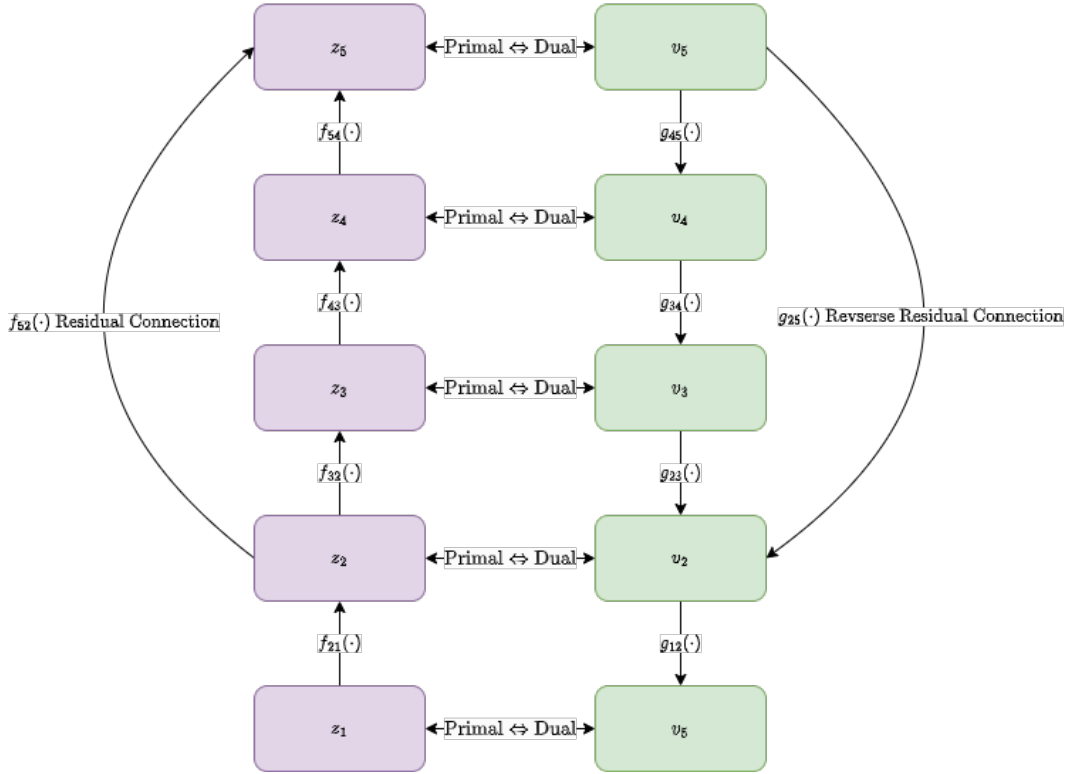 z₅ Primal ⇔ Dual v₅
f₅₄(·) g₄₅(·)
z₄ Primal ⇔ Dual v₄
f₄₃(·) g₃₄(·)
f₅₂(·) Residual Connection g₂₅(·) Revserse Residual Connection
z₃ Primal ⇔ Dual v₃
f₃₂(·) g₂₃(·)
z₂ Primal ⇔ Dual v₂
f₂₁(·) g₁₂(·)
z₁ Primal ⇔ Dual v₅